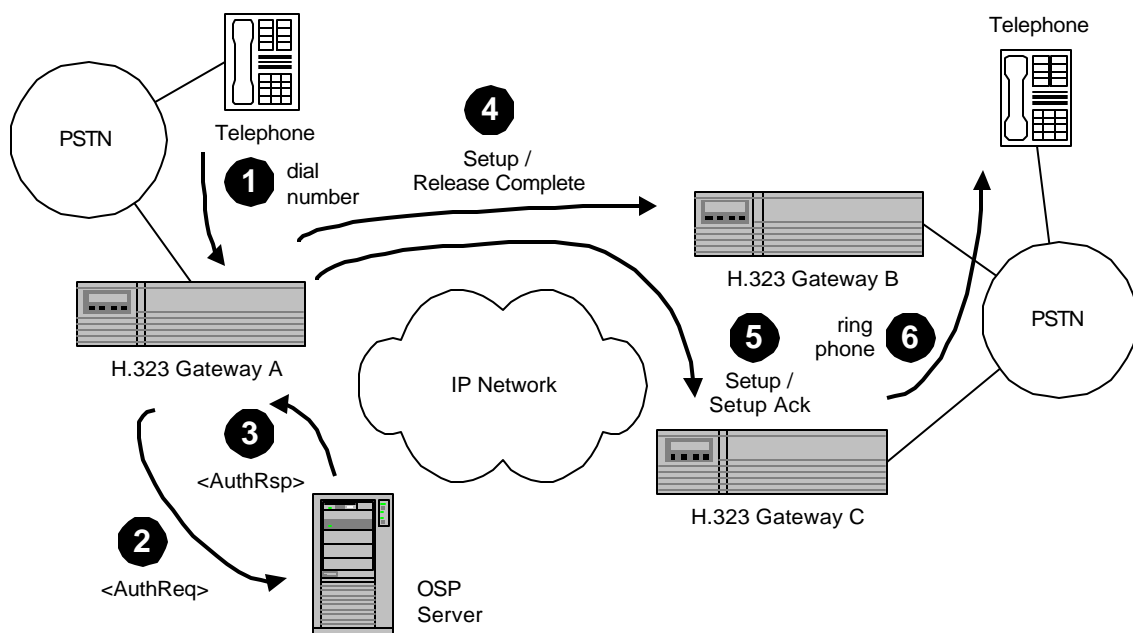 Telephone
4
PSTN
Telephone
Setup /
Release Complete
1
dial
number
H.323 Gateway B
H.323 Gateway A
IP Network
5
Setup /
Setup Ack
ring
phone
6
PSTN
3
<AuthRsp>
H.323 Gateway C
2
<AuthReq>
OSP
Server